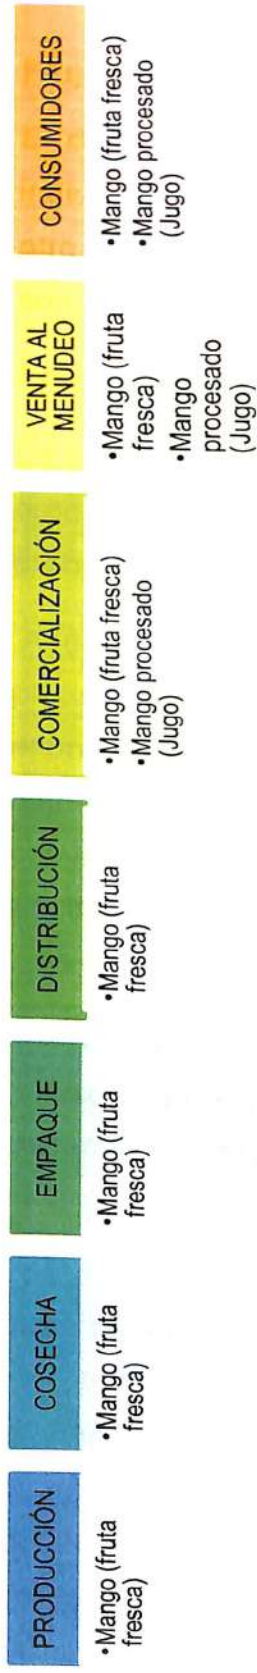 PRODUCCIÓN
•Mango (fruta
fresca)
COSECHA
•Mango (fruta
fresca)
EMPAQUE
•Mango (fruta
fresca)
DISTRIBUCIÓN
•Mango (fruta
fresca)
COMERCIALIZACIÓN
•Mango (fruta fresca)
•Mango procesado
(Jugo)
VENTA AL
MENUDEO
•Mango (fruta
fresca)
•Mango
procesado
(Jugo)
CONSUMIDORES
•Mango (fruta fresca)
•Mango procesado
(Jugo)